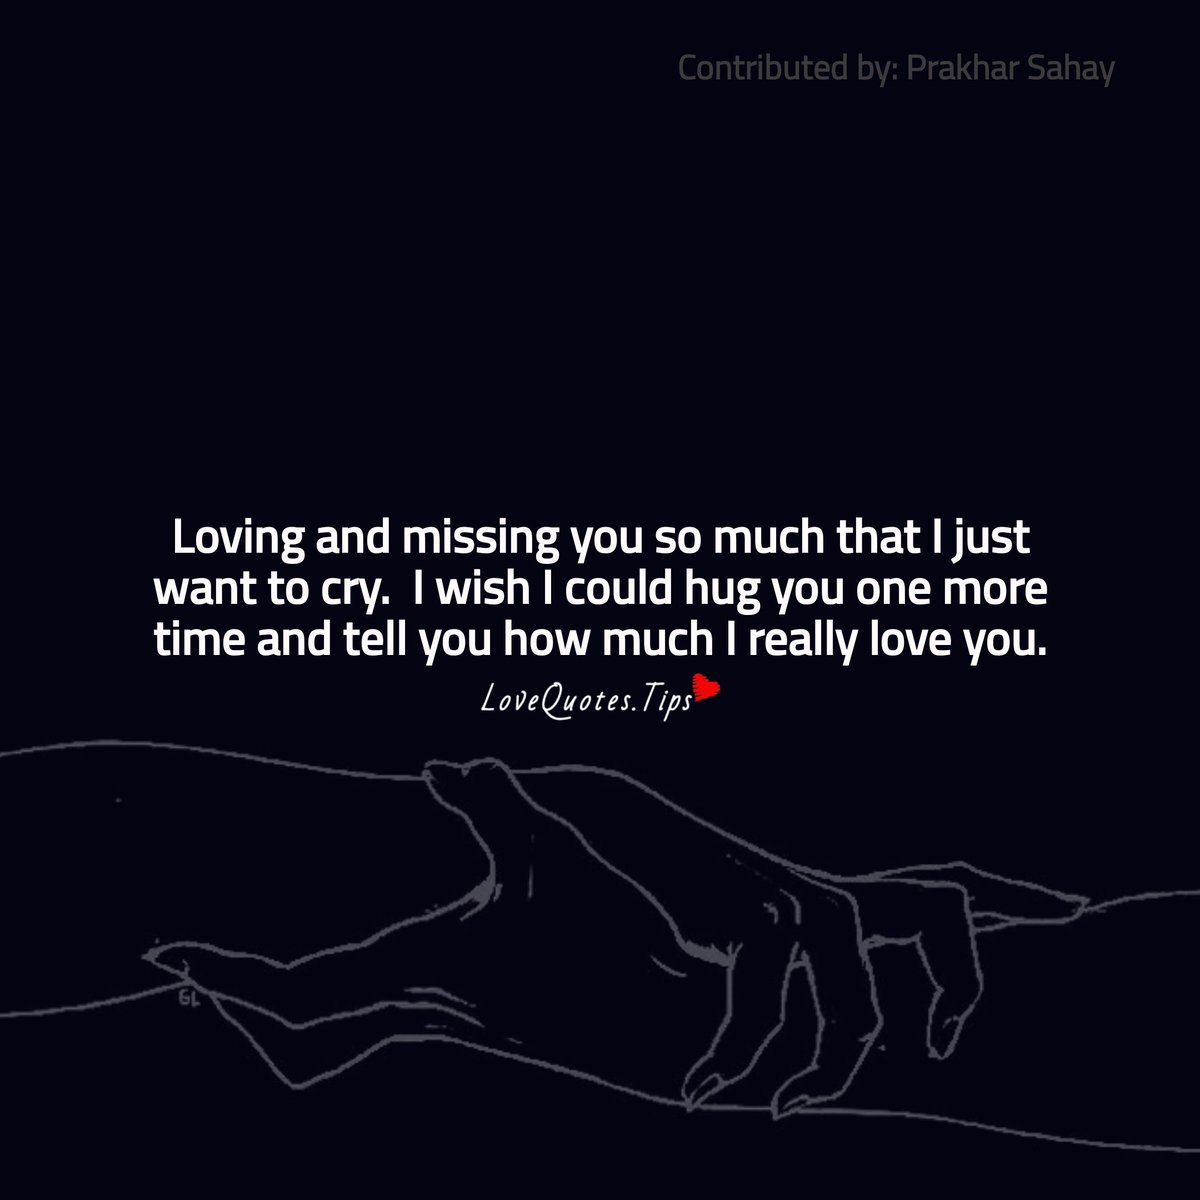 Contributed by: Prakhar Sahay
Loving and missing you so much that I just
want to cry.  I wish I could hug you one more
time and tell you how much I really love you.
LoveQuotes.Tips
GL